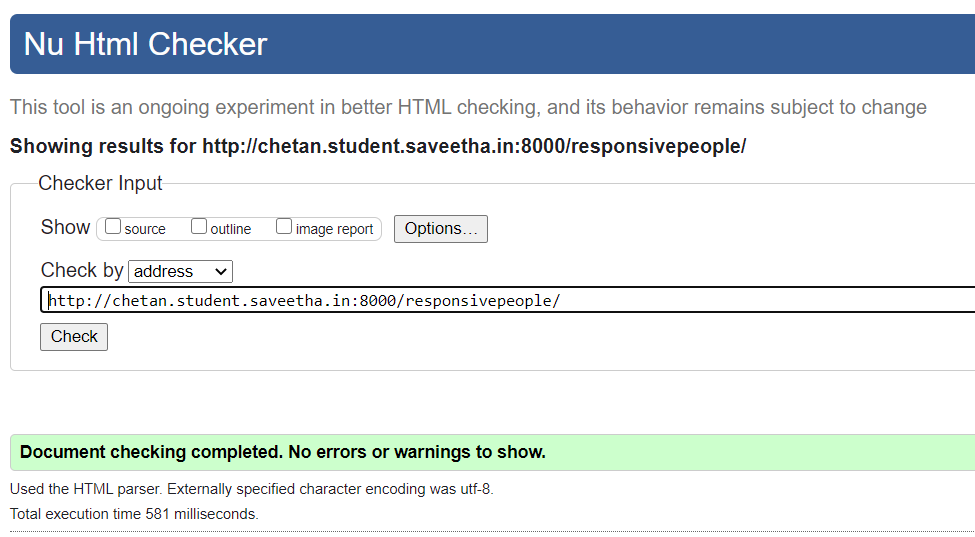 Nu Html Checker
This tool is an ongoing experiment in better HTML checking, and its behavior remains subject to change
Showing results for http://chetan.student.saveetha.in:8000/responsivepeople/
Checker Input
Show source outline image report Options...
Check by address
http://chetan.student.saveetha.in:8000/responsivepeople/
Check
Document checking completed. No errors or warnings to show.
Used the HTML parser. Externally specified character encoding was utf-8.
Total execution time 581 milliseconds.